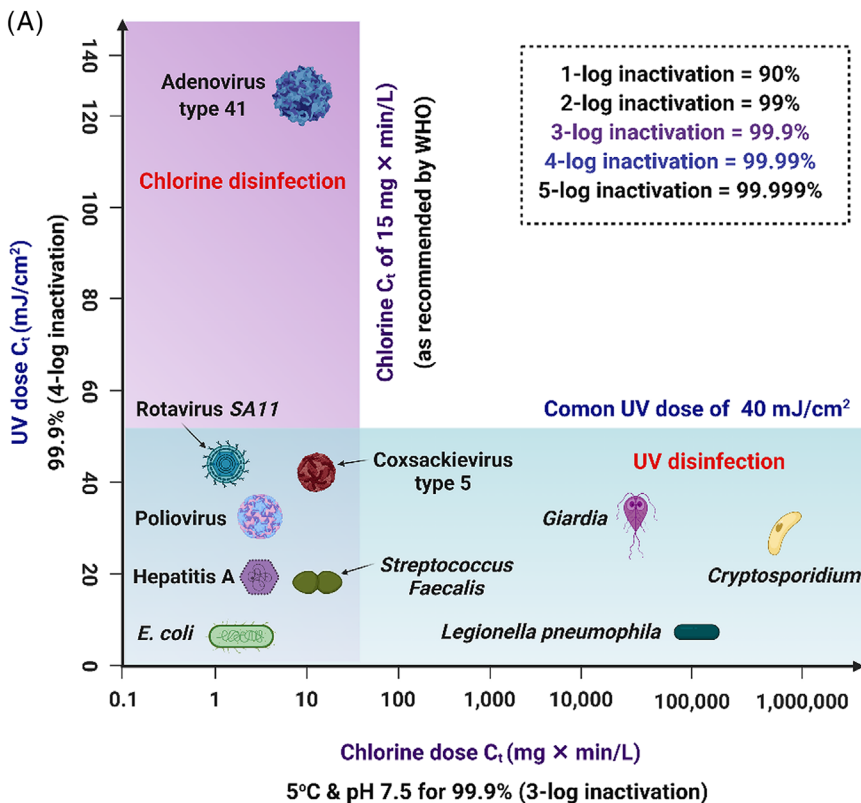 (A)
UV dose Ct (mJ/cm²)
99.9% (4-log inactivation)
140
120
100
80
60
40
20
0
Adenovirus
type 41
Chlorine disinfection
Chlorine Ct of 15 mg × min/L)
(as recommended by WHO)
1-log inactivation = 90%
2-log inactivation = 99%
3-log inactivation = 99.9%
4-log inactivation = 99.99%
5-log inactivation = 99.999%
Rotavirus SA11
Comon UV dose of 40 mJ/cm²
Coxsackievirus
type 5
UV disinfection
Poliovirus
Giardia
Cryptosporidium
Hepatitis A
Streptococcus
Faecalis
E. coli
Legionella pneumophila
0.1
1
10
100
1,000
10,000
100,000
1,000,000
Chlorine dose Ct (mg × min/L)
5ºC & pH 7.5 for 99.9% (3-log inactivation)